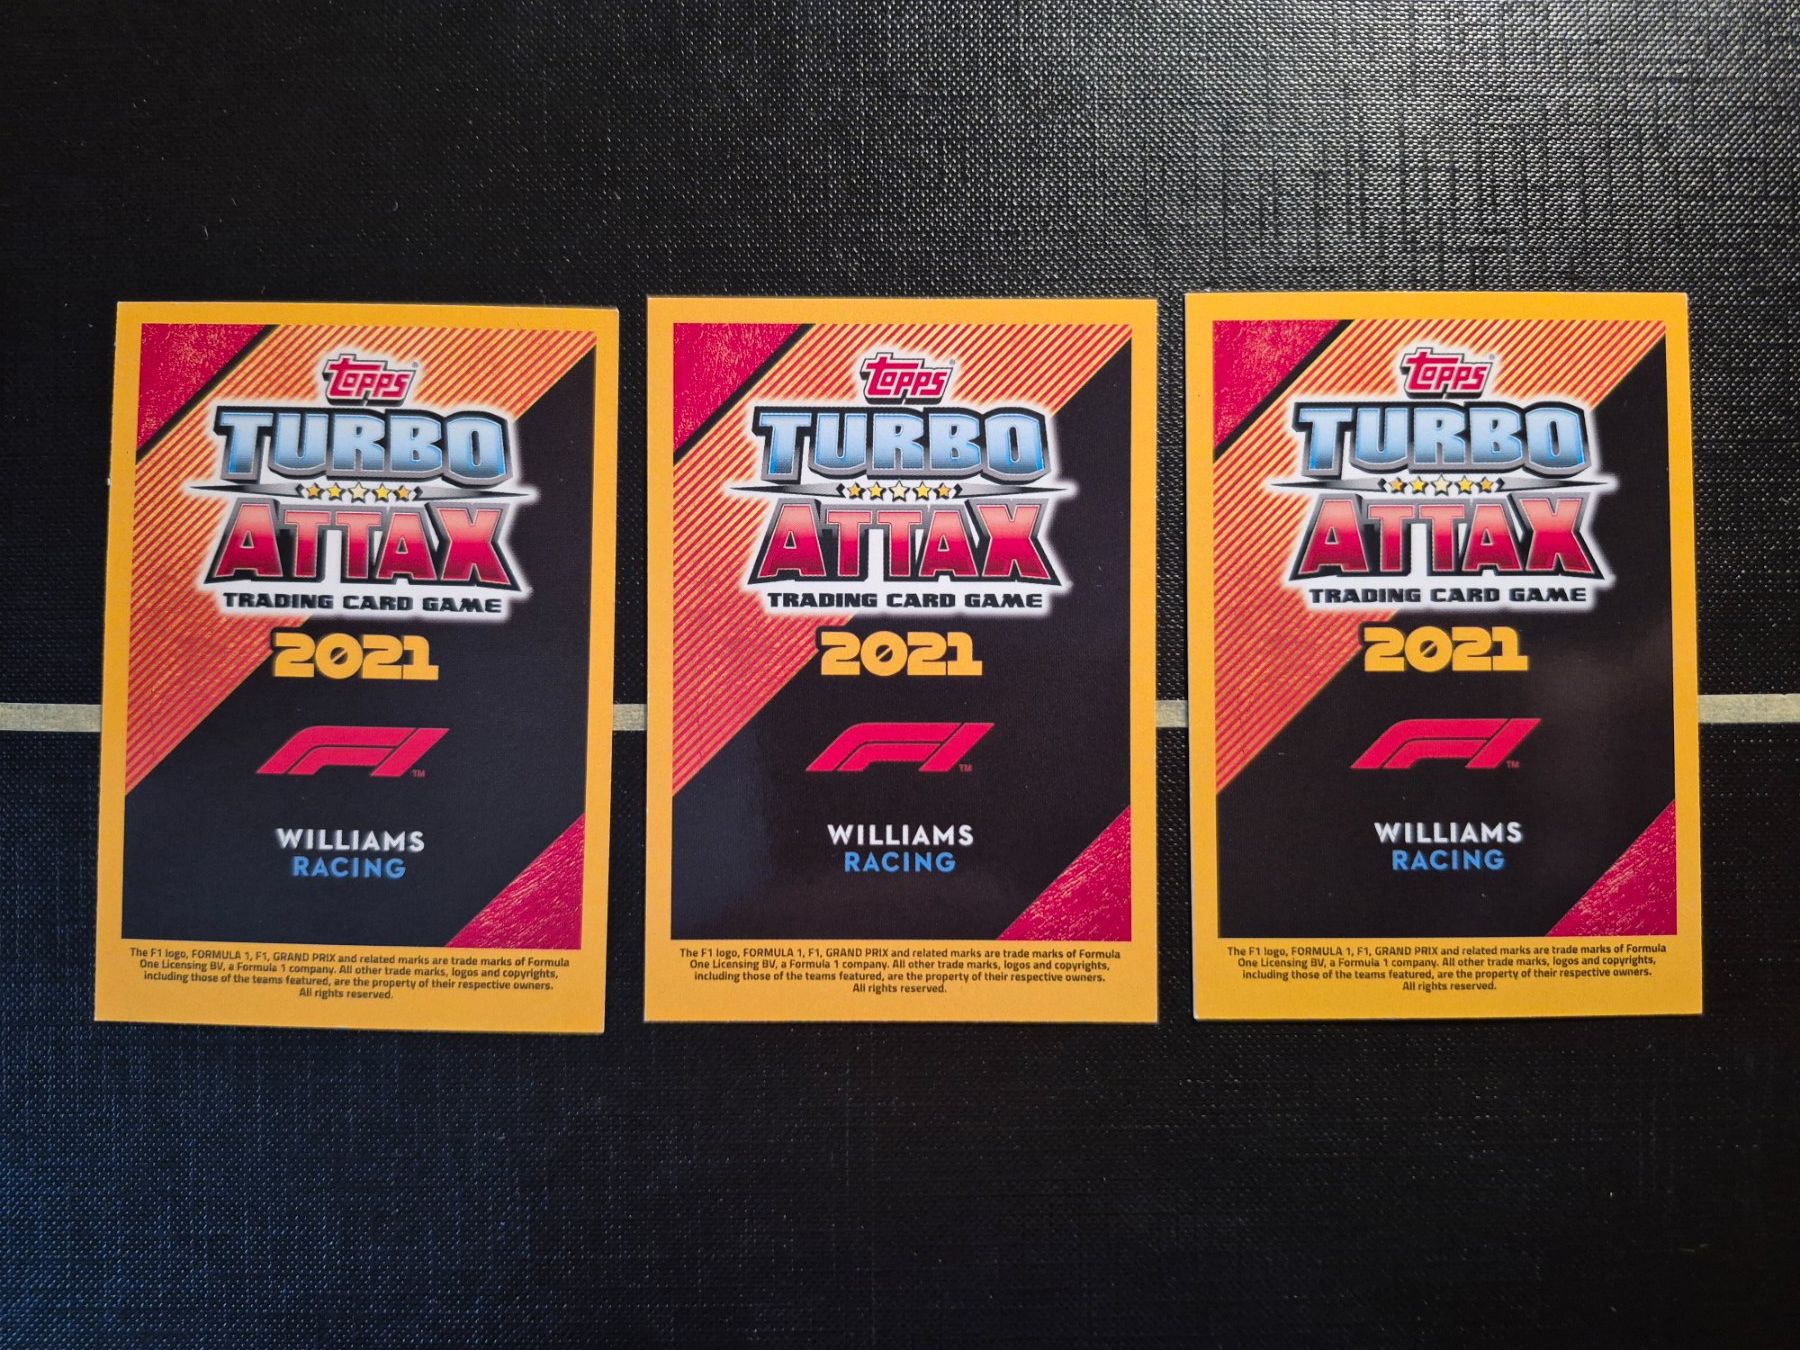 Topps
TURBO
ATTAX
TRADING CARD GAME
2021
F1™
WILLIAMS
RACING
The F1 logo, FORMULA 1, F1, GRAND PRIX and related marks are trade marks of Formula
One Licensing BV, a Formula 1 company. All other trade marks, logos and copyrights,
including those of the teams featured, are the property of their respective owners.
All rights reserved.
Topps
TURBO
ATTAX
TRADING CARD GAME
2021
F1™
WILLIAMS
RACING
The F1 logo, FORMULA 1, F1, GRAND PRIX and related marks are trade marks of Formula
One Licensing BV, a Formula 1 company. All other trade marks, logos and copyrights,
including those of the teams featured, are the property of their respective owners.
All rights reserved.
Topps
TURBO
ATTAX
TRADING CARD GAME
2021
F1™
WILLIAMS
RACING
The F1 logo, FORMULA 1, F1, GRAND PRIX and related marks are trade marks of Formula
One Licensing BV, a Formula 1 company. All other trade marks, logos and copyrights,
including those of the teams featured, are the property of their respective owners.
All rights reserved.